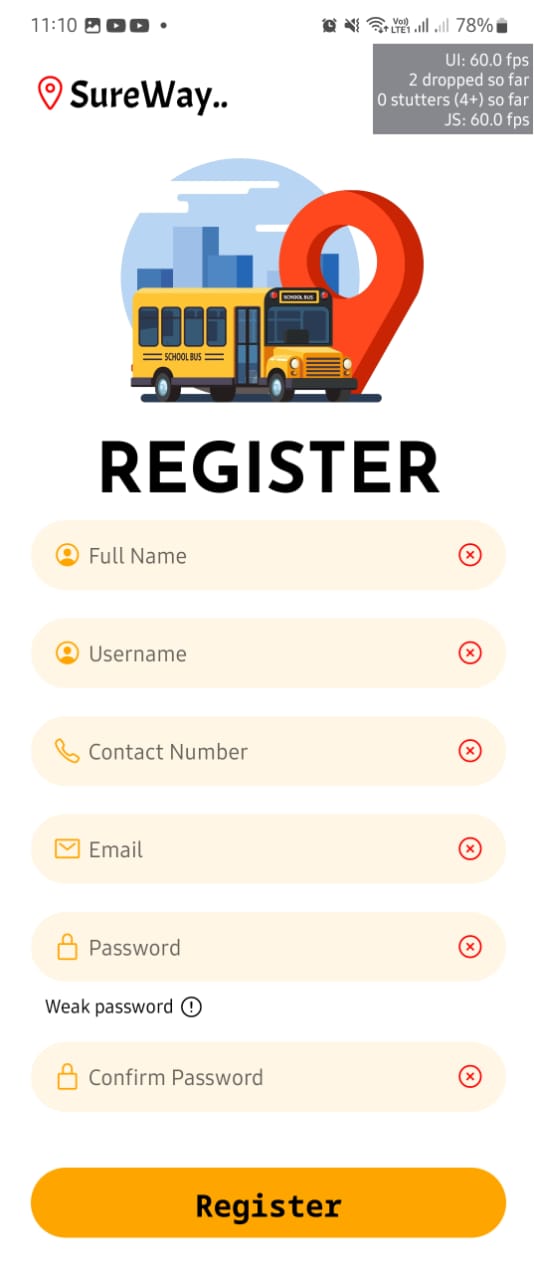 11:10
Vo)) LTE1 78%
UI: 60.0 fps
2 dropped so far
0 stutters (4+) so far
JS: 60.0 fps
SureWay..
SCHOOL BUS
SCHOOL BUS
REGISTER
Full Name
Username
Contact Number
Email
Password
Weak password
Confirm Password
Register